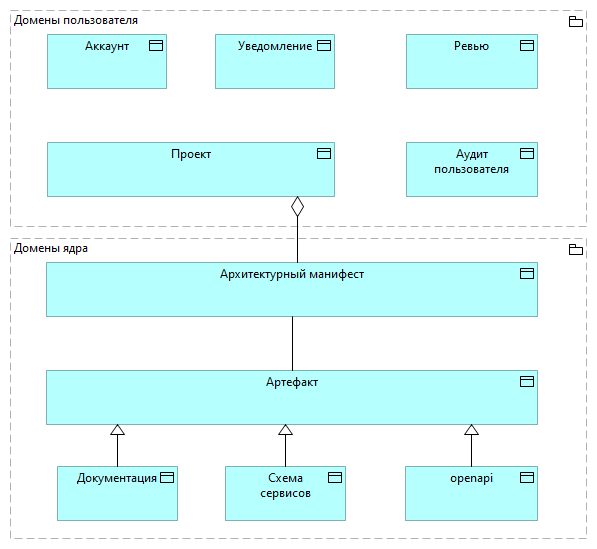 Домены пользователя
Аккаунт
Уведомление
Ревью
Проект
Аудит
пользователя
Домены ядра
Архитектурный манифест
Артефакт
Документация
Схема
сервисов
openapi